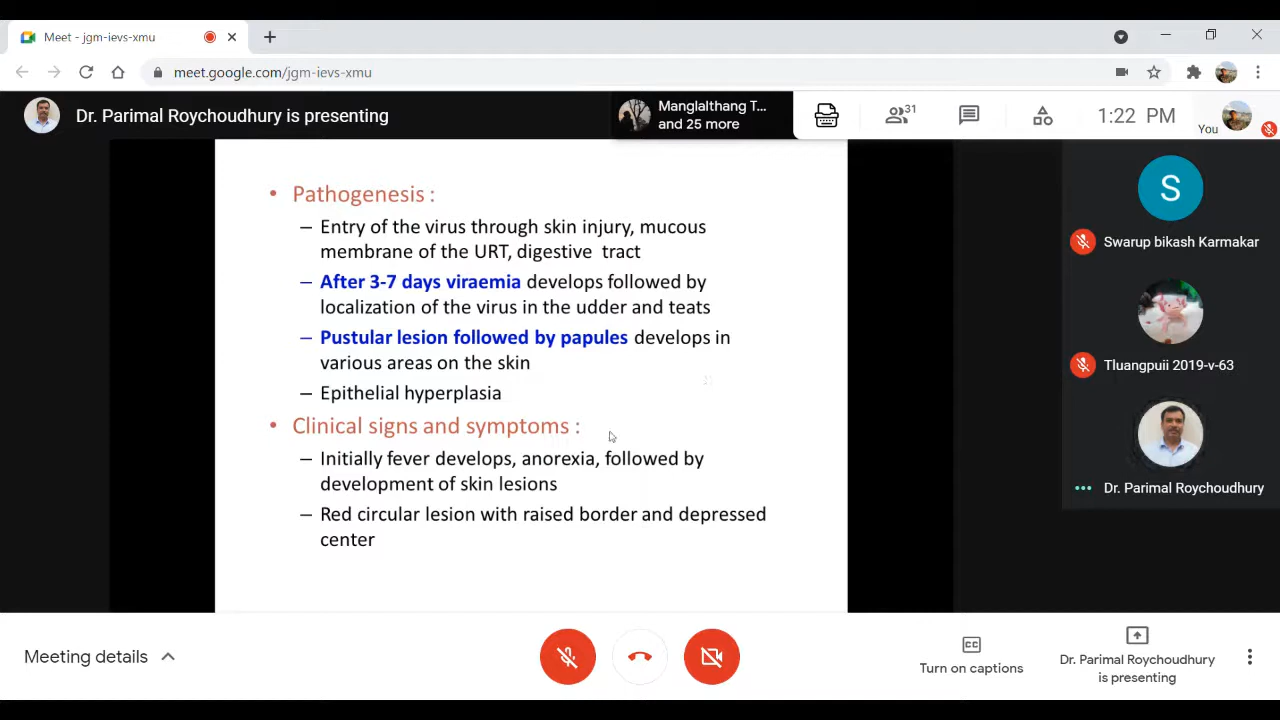 Meet - jgm-ievs-xmu
meet.google.com/jgm-ievs-xmu
Dr. Parimal Roychoudhury is presenting
Manglalthang T...
and 25 more
31
1:22 PM
You
• Pathogenesis :
– Entry of the virus through skin injury, mucous
membrane of the URT, digestive tract
– After 3-7 days viraemia develops followed by
localization of the virus in the udder and teats
– Pustular lesion followed by papules develops in
various areas on the skin
– Epithelial hyperplasia
• Clinical signs and symptoms :
– Initially fever develops, anorexia, followed by
development of skin lesions
– Red circular lesion with raised border and depressed
center
S
Swarup bikash Karmakar
Tluangpuii 2019-v-63
Dr. Parimal Roychoudhury
Meeting details
CC
Turn on captions
Dr. Parimal Roychoudhury
is presenting